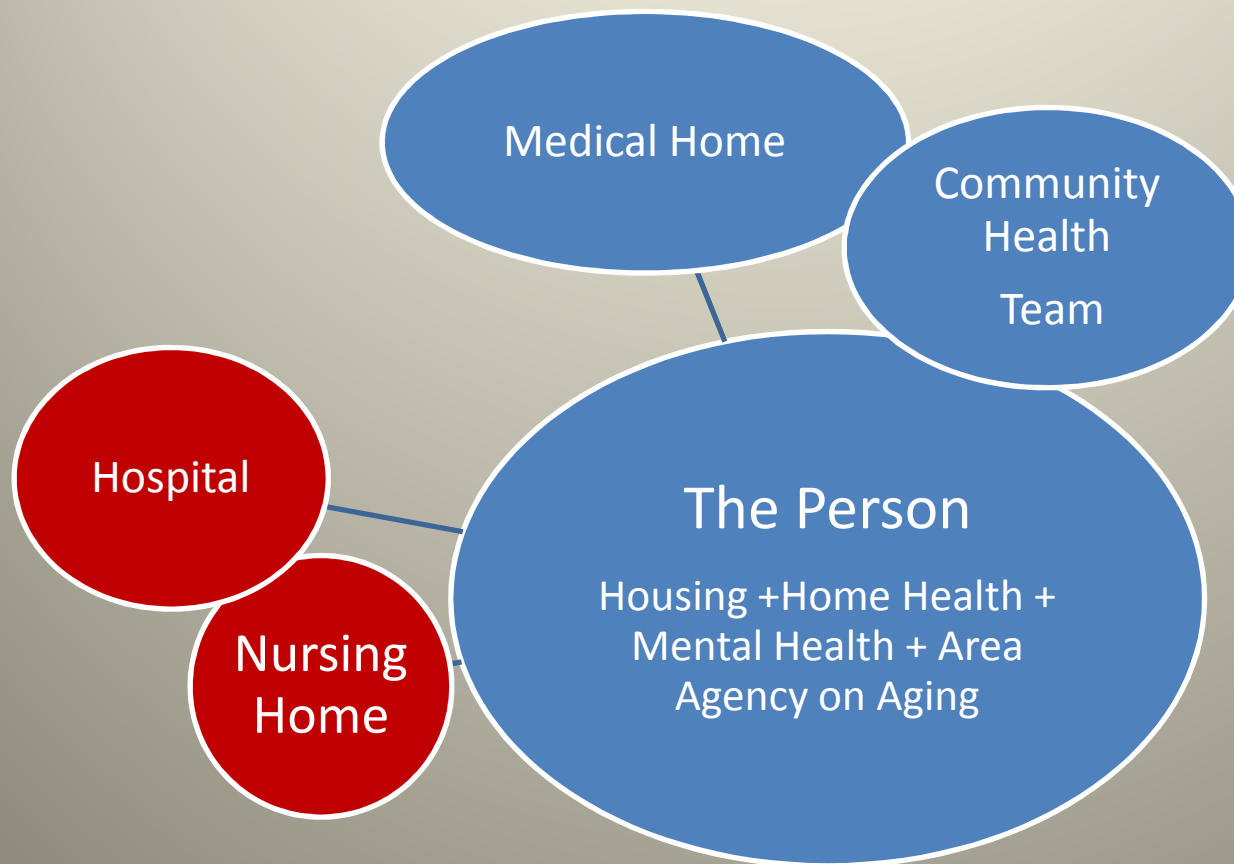 Medical Home
Community
Health
Team
Hospital
The Person
Housing +Home Health +
Mental Health + Area
Agency on Aging
Nursing
Home